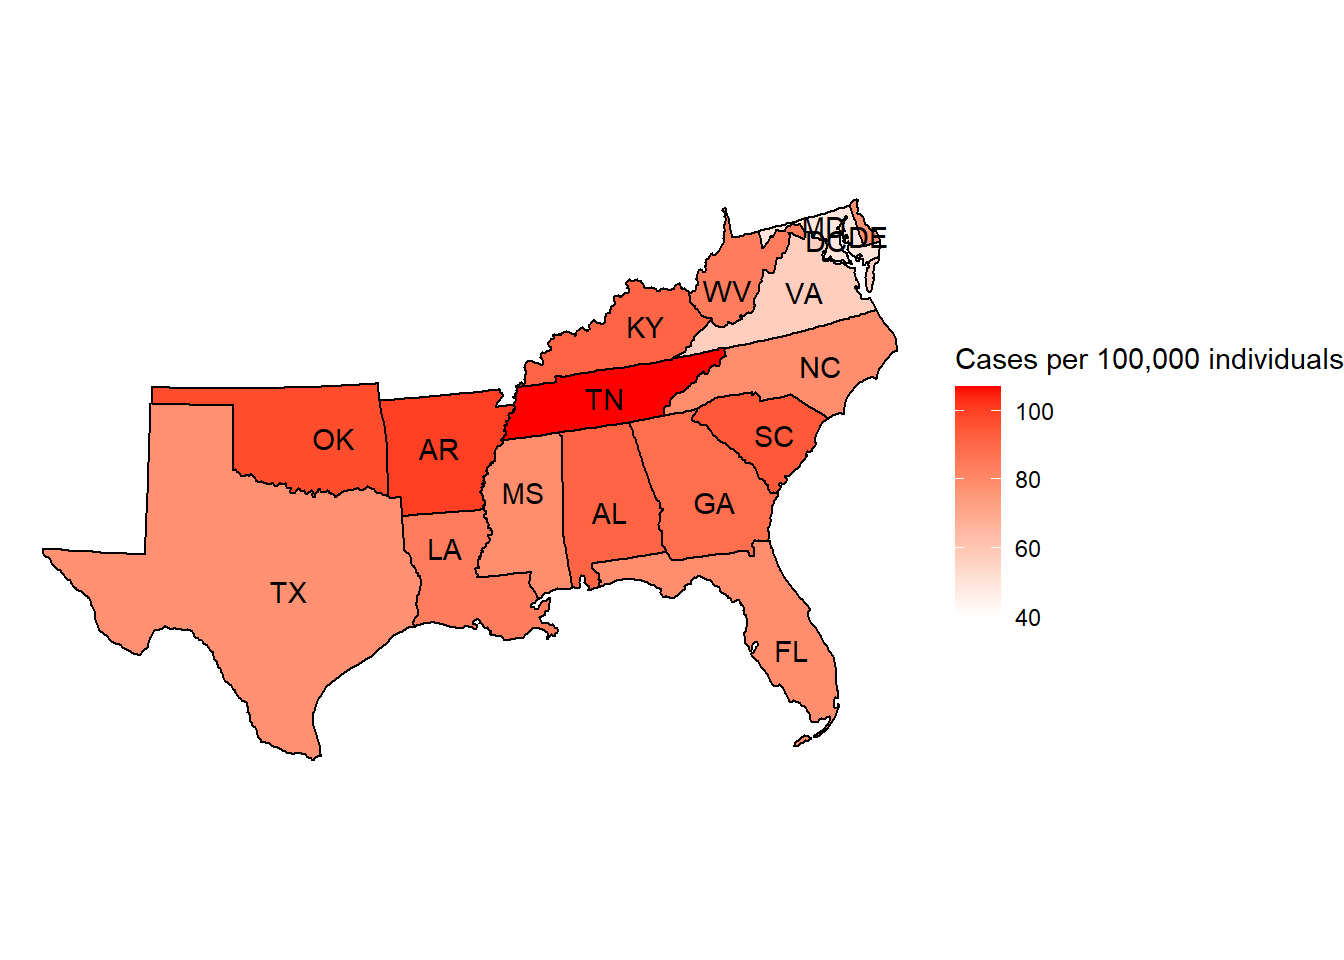 MD
DC
DE
WV
VA
KY
NC
TN
OK
AR
SC
MS
AL
GA
LA
TX
FL
Cases per 100,000 individuals
100
80
60
40